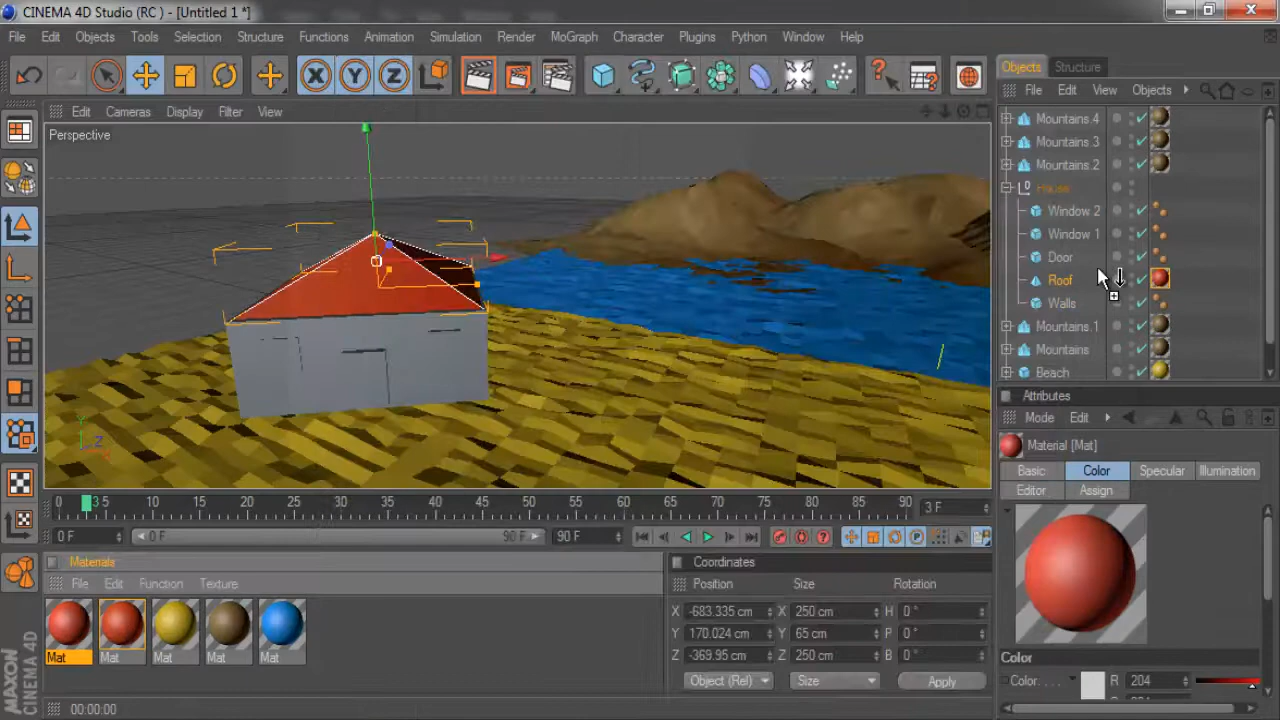 CINEMA 4D Studio (RC ) - [Untitled 1 *]
File Edit Objects Tools Selection Structure Functions Animation Simulation Render MoGraph Character Plugins Python Window Help
X Y Z
Objects Structure
File Edit View Objects
Edit Cameras Display Filter View
Perspective
Mountains.4
Mountains.3
Mountains.2
House
Window 2
Window 1
Door
Roof
Walls
Mountains.1
Mountains
Beach
Attributes
Mode Edit
Material [Mat]
Basic Color Specular Illumination
Editor Assign
Y
Z
0 3 5 10 15 20 25 30 35 40 45 50 55 60 65 70 75 80 85 90 3 F
0 F 0 F 90 F 90 F
Materials
File Edit Function Texture
Mat Mat Mat Mat Mat
Coordinates
Position Size Rotation
X -683.335 cm X 250 cm H 0 °
Y 170.024 cm Y 65 cm P 0 °
Z -369.95 cm Z 250 cm B 0 °
Object (Rel) Size Apply
Color
Color. . . . R 204
00:00:00
MAXON
CINEMA 4D